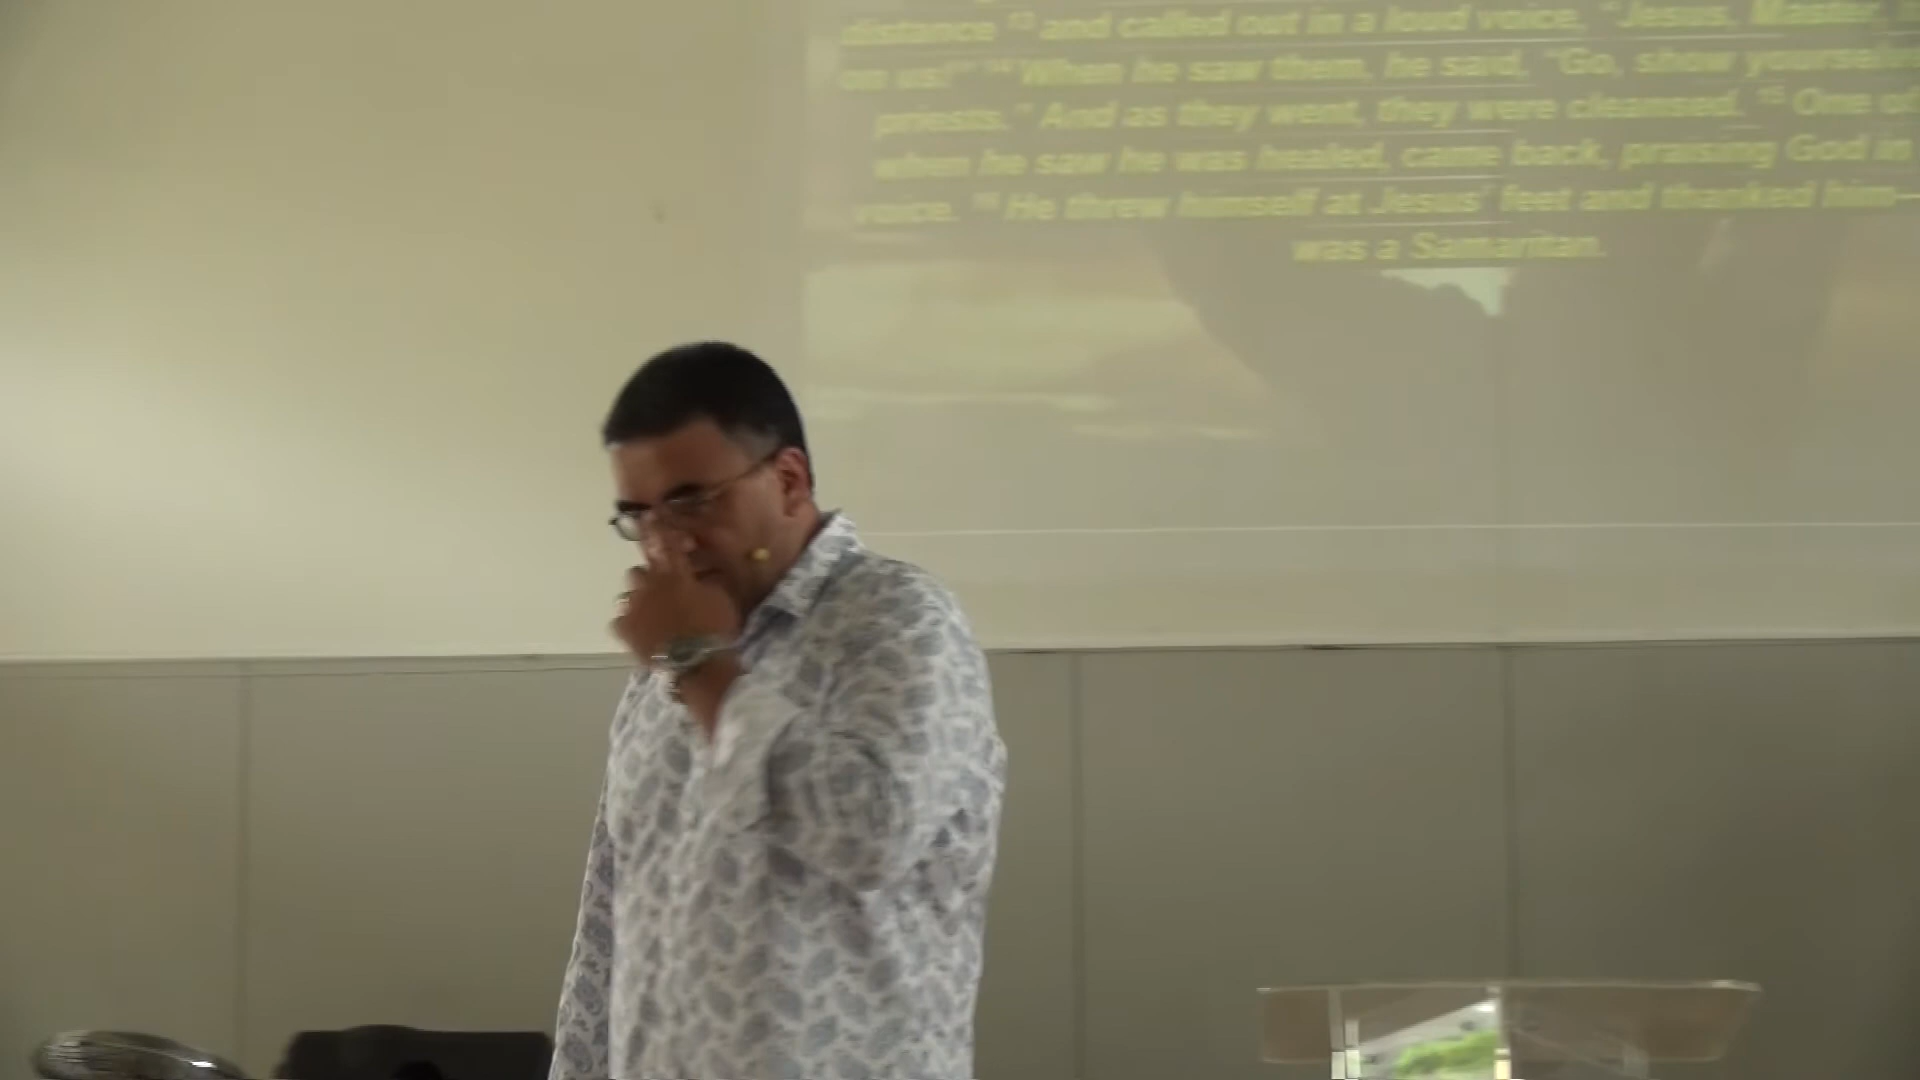 distance ¹³ and called out in a loud voice, "Jesus, Master,
on us!" ¹⁴ When he saw them, he said, "Go, show
priests." And as they went, they were cleansed. ¹⁵ One of
when he saw he was healed, came back, praising God in
voice. ¹⁶ He threw himself at Jesus' feet and thanked him—
was a Samaritan.